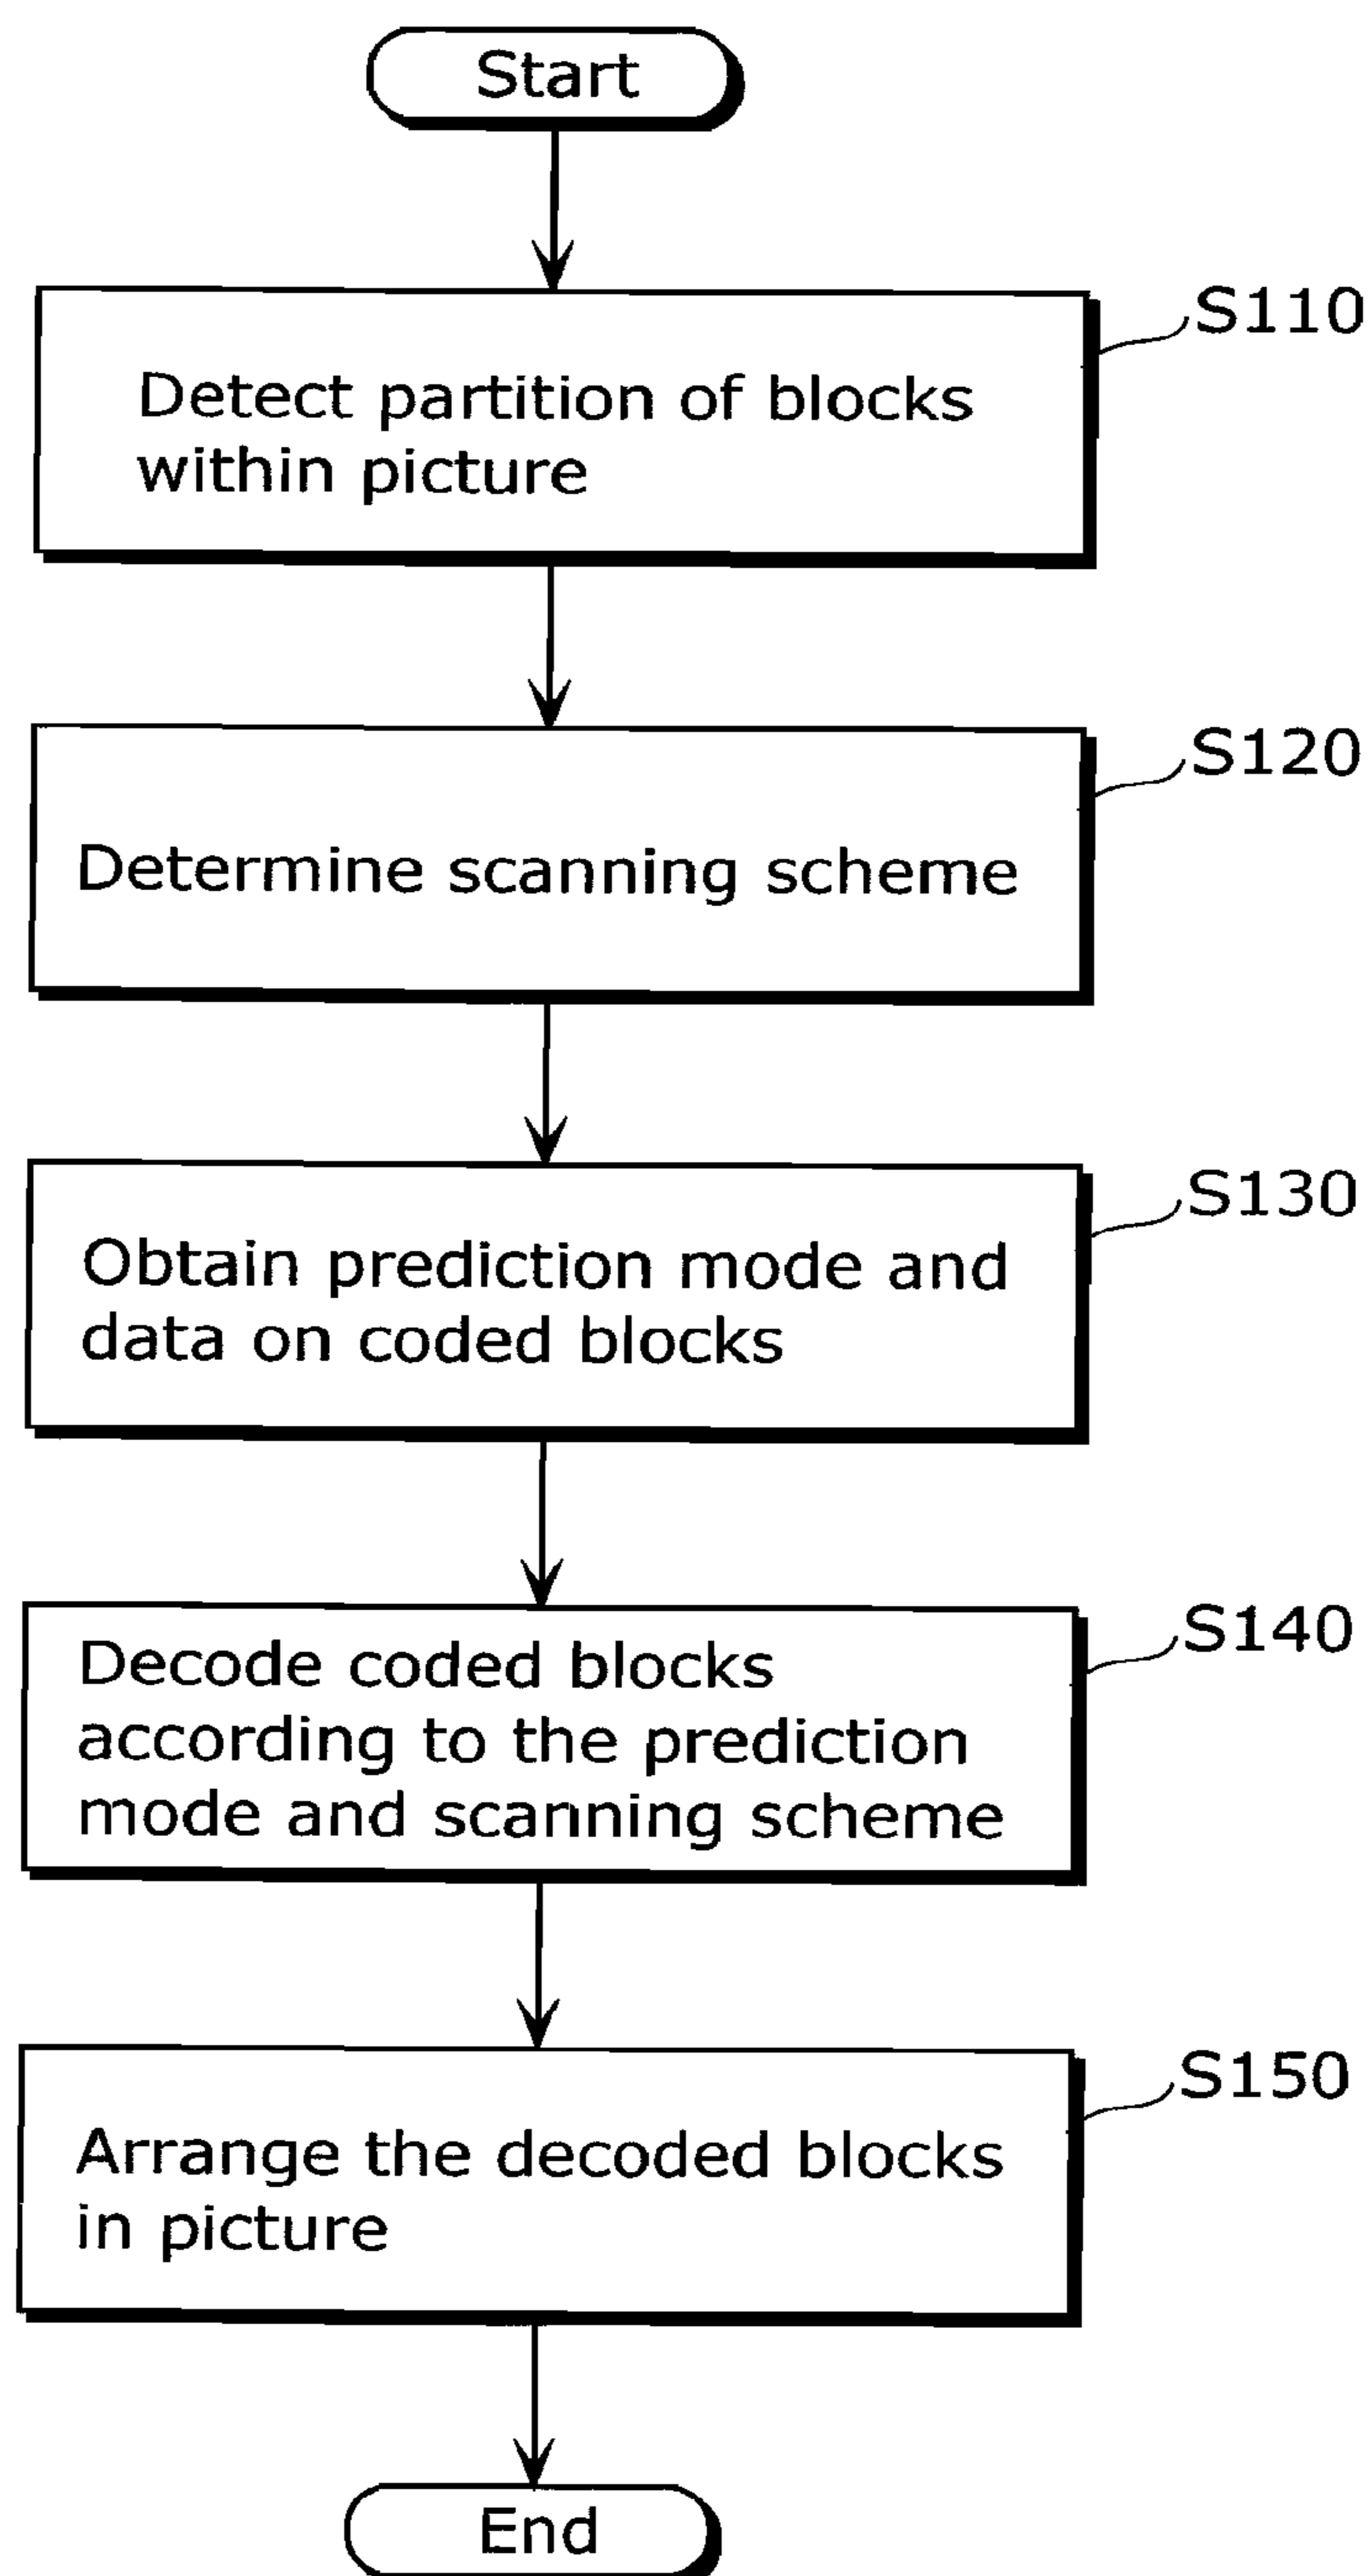 Start
S110
Detect partition of blocks
within picture
S120
Determine scanning scheme
S130
Obtain prediction mode and
data on coded blocks
S140
Decode coded blocks
according to the prediction
mode and scanning scheme
S150
Arrange the decoded blocks
in picture
End